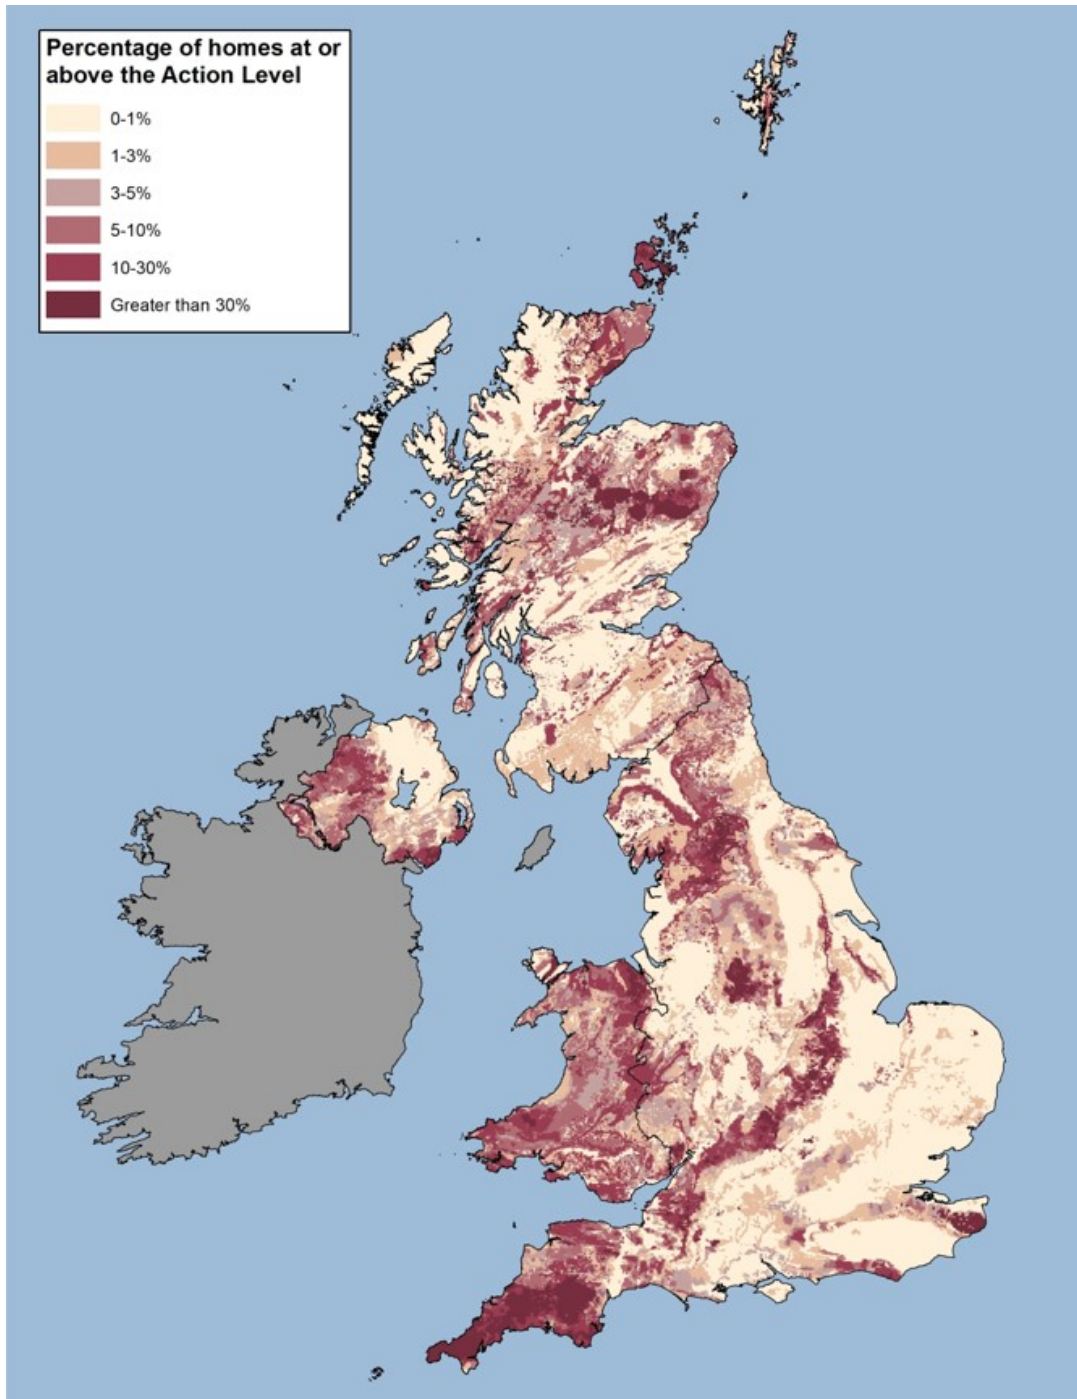 Percentage of homes at or
above the Action Level
0-1%
1-3%
3-5%
5-10%
10-30%
Greater than 30%